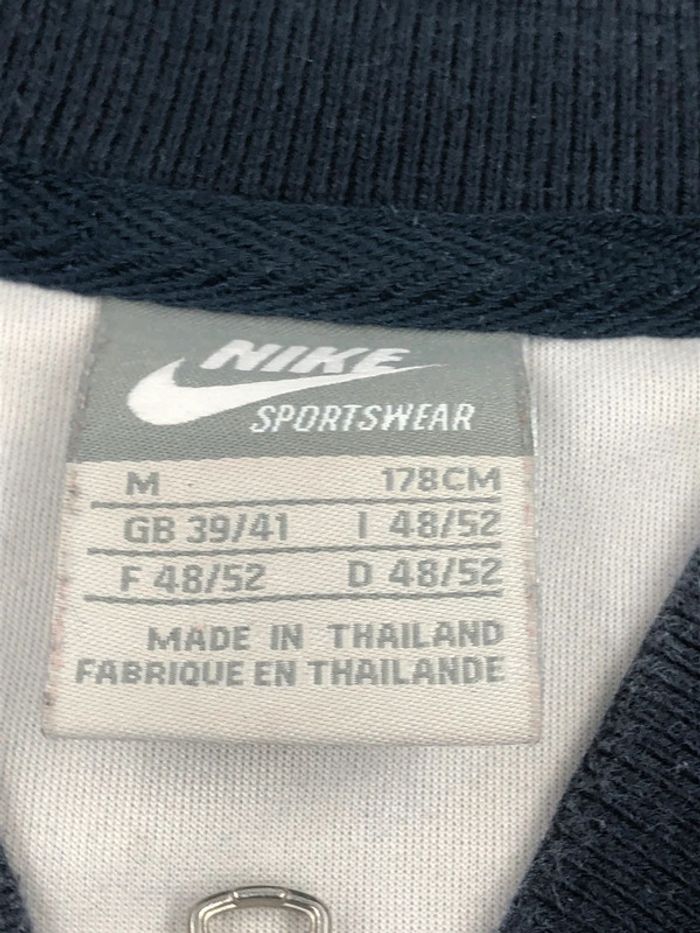 NIKE
SPORTSWEAR
M 178CM
GB 39/41 I 48/52
F 48/52 D 48/52
MADE IN THAILAND
FABRIQUE EN THAILANDE